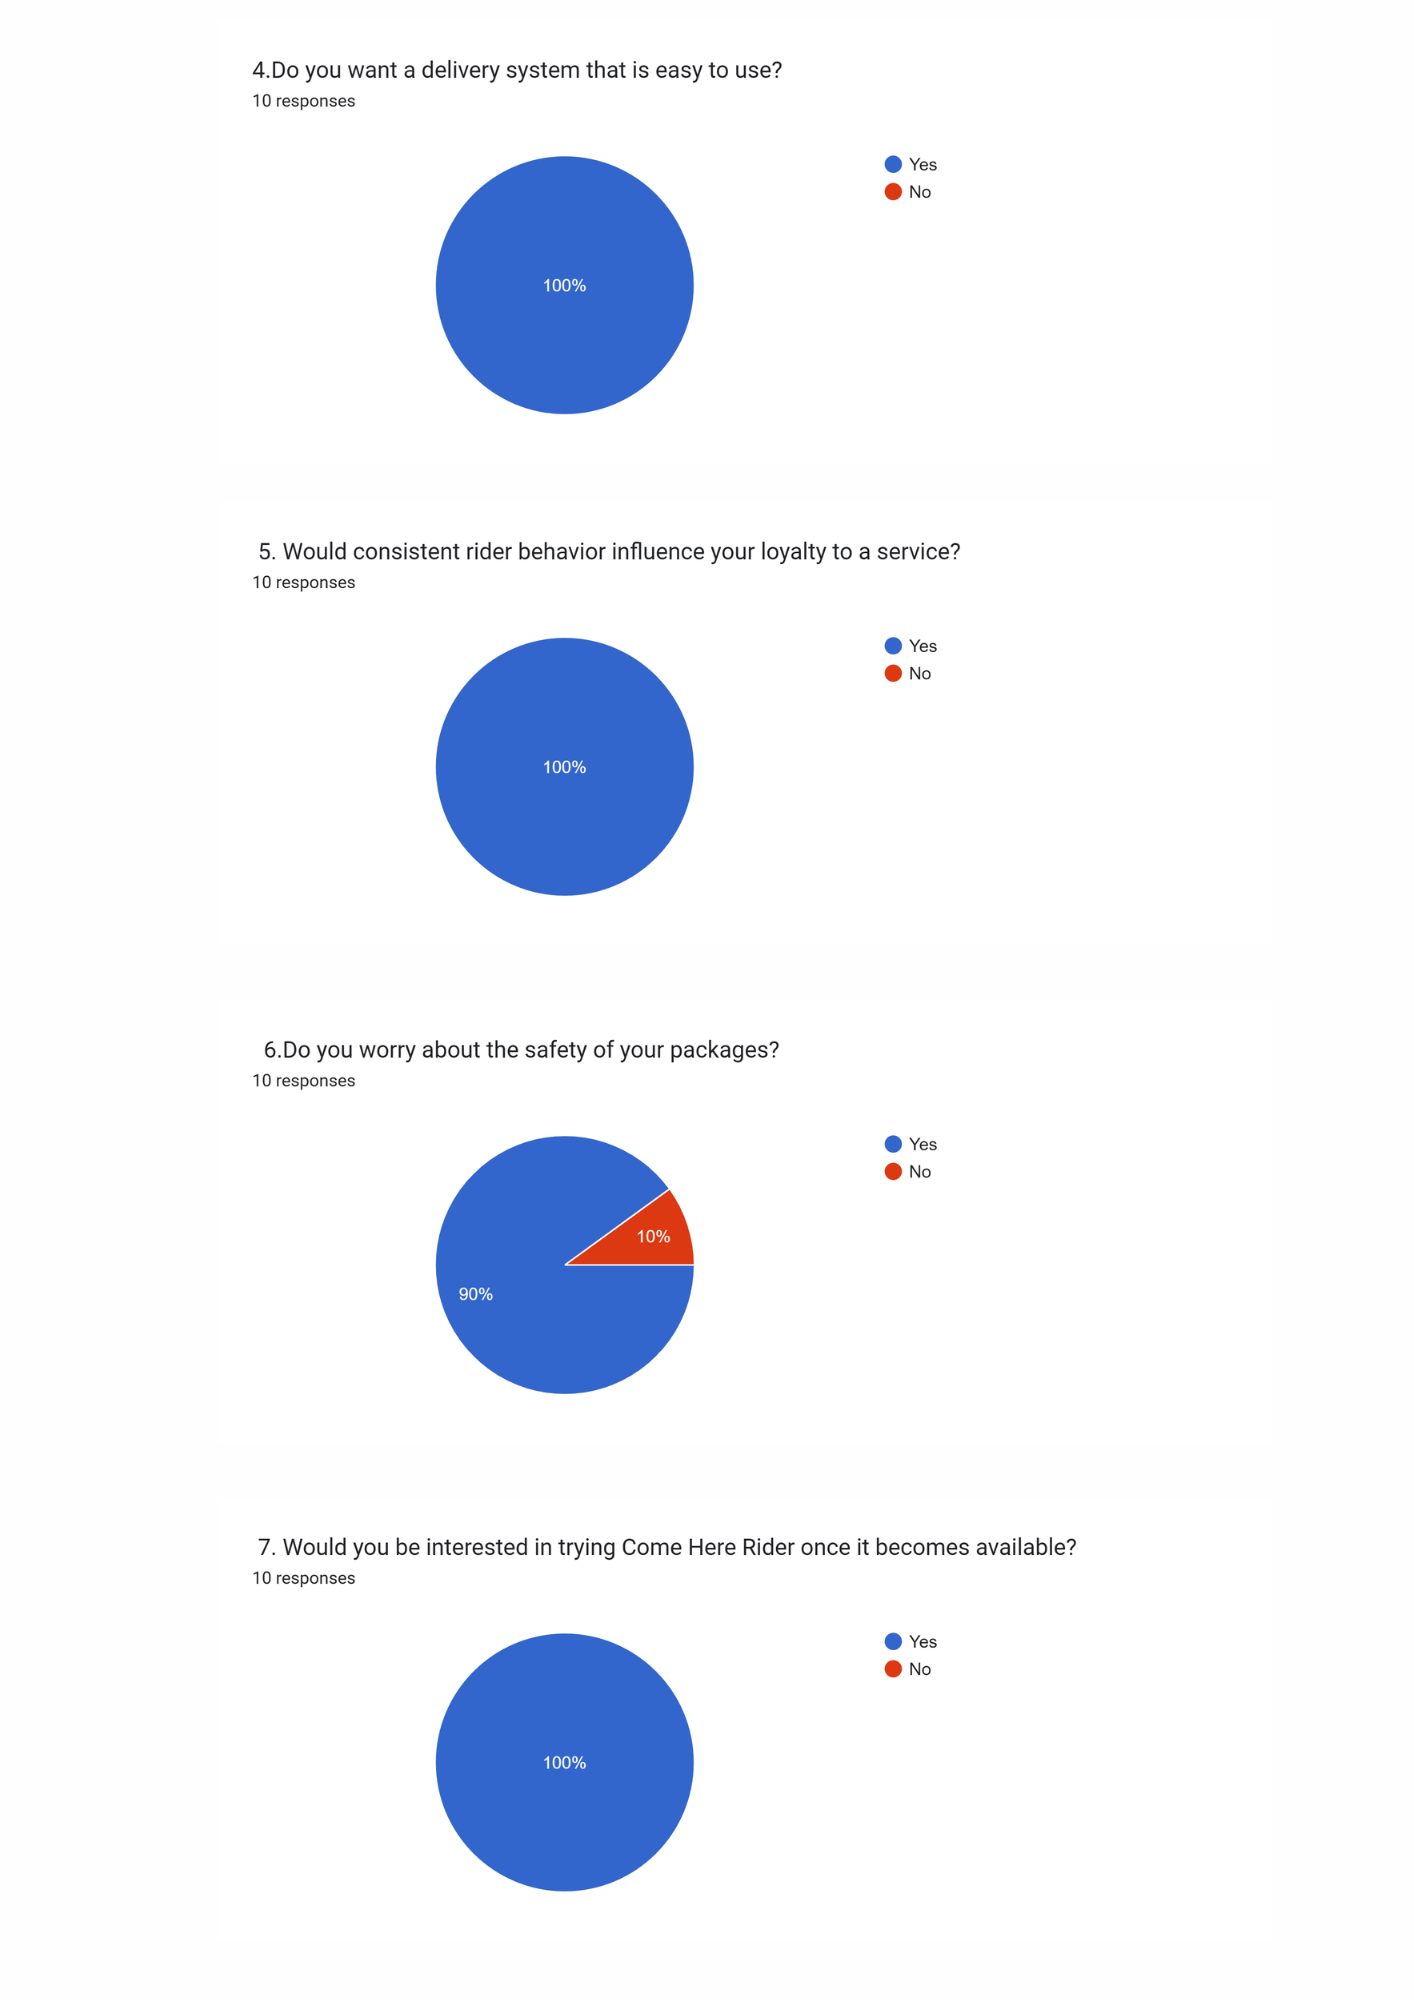 4.Do you want a delivery system that is easy to use?
10 responses
Yes
No
100%
5. Would consistent rider behavior influence your loyalty to a service?
10 responses
Yes
No
100%
6.Do you worry about the safety of your packages?
10 responses
Yes
No
10%
90%
7. Would you be interested in trying Come Here Rider once it becomes available?
10 responses
Yes
No
100%